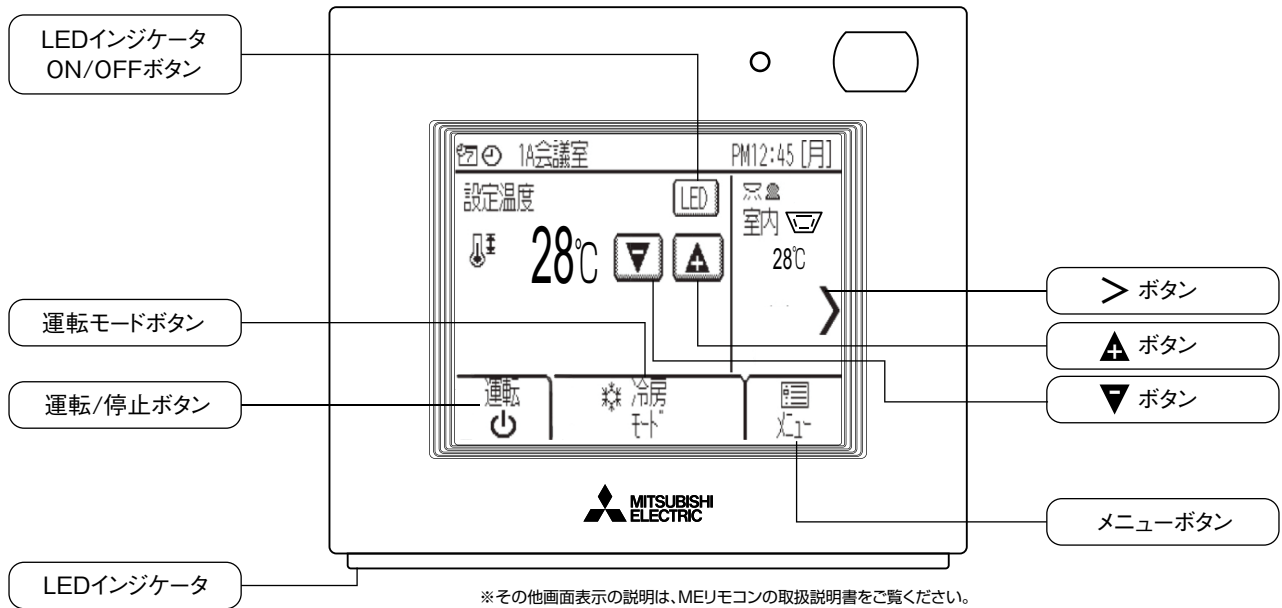 LEDインジケータ
ON/OFFボタン
1A会議室 PM12:45 [月]
設定温度 LED
室内
28℃
28℃
運転モードボタン
運転/停止ボタン
> ボタン
ボタン
ボタン
運転
冷房
モード
メニュー
MITSUBISHI
ELECTRIC
メニューボタン
LEDインジケータ
※その他画面表示の説明は、MEリモコンの取扱説明書をご覧ください。